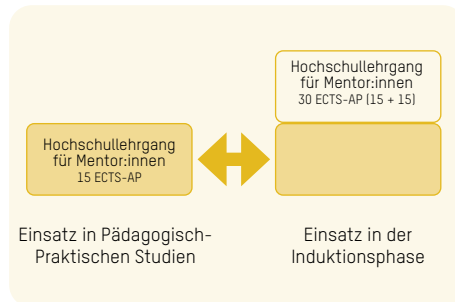 Hochschullehrgang
für Mentor:innen
30 ECTS-AP (15 + 15)
Hochschullehrgang
für Mentor:innen
15 ECTS-AP
Einsatz in Pädagogisch-
Praktischen Studien
Einsatz in der
Induktionsphase